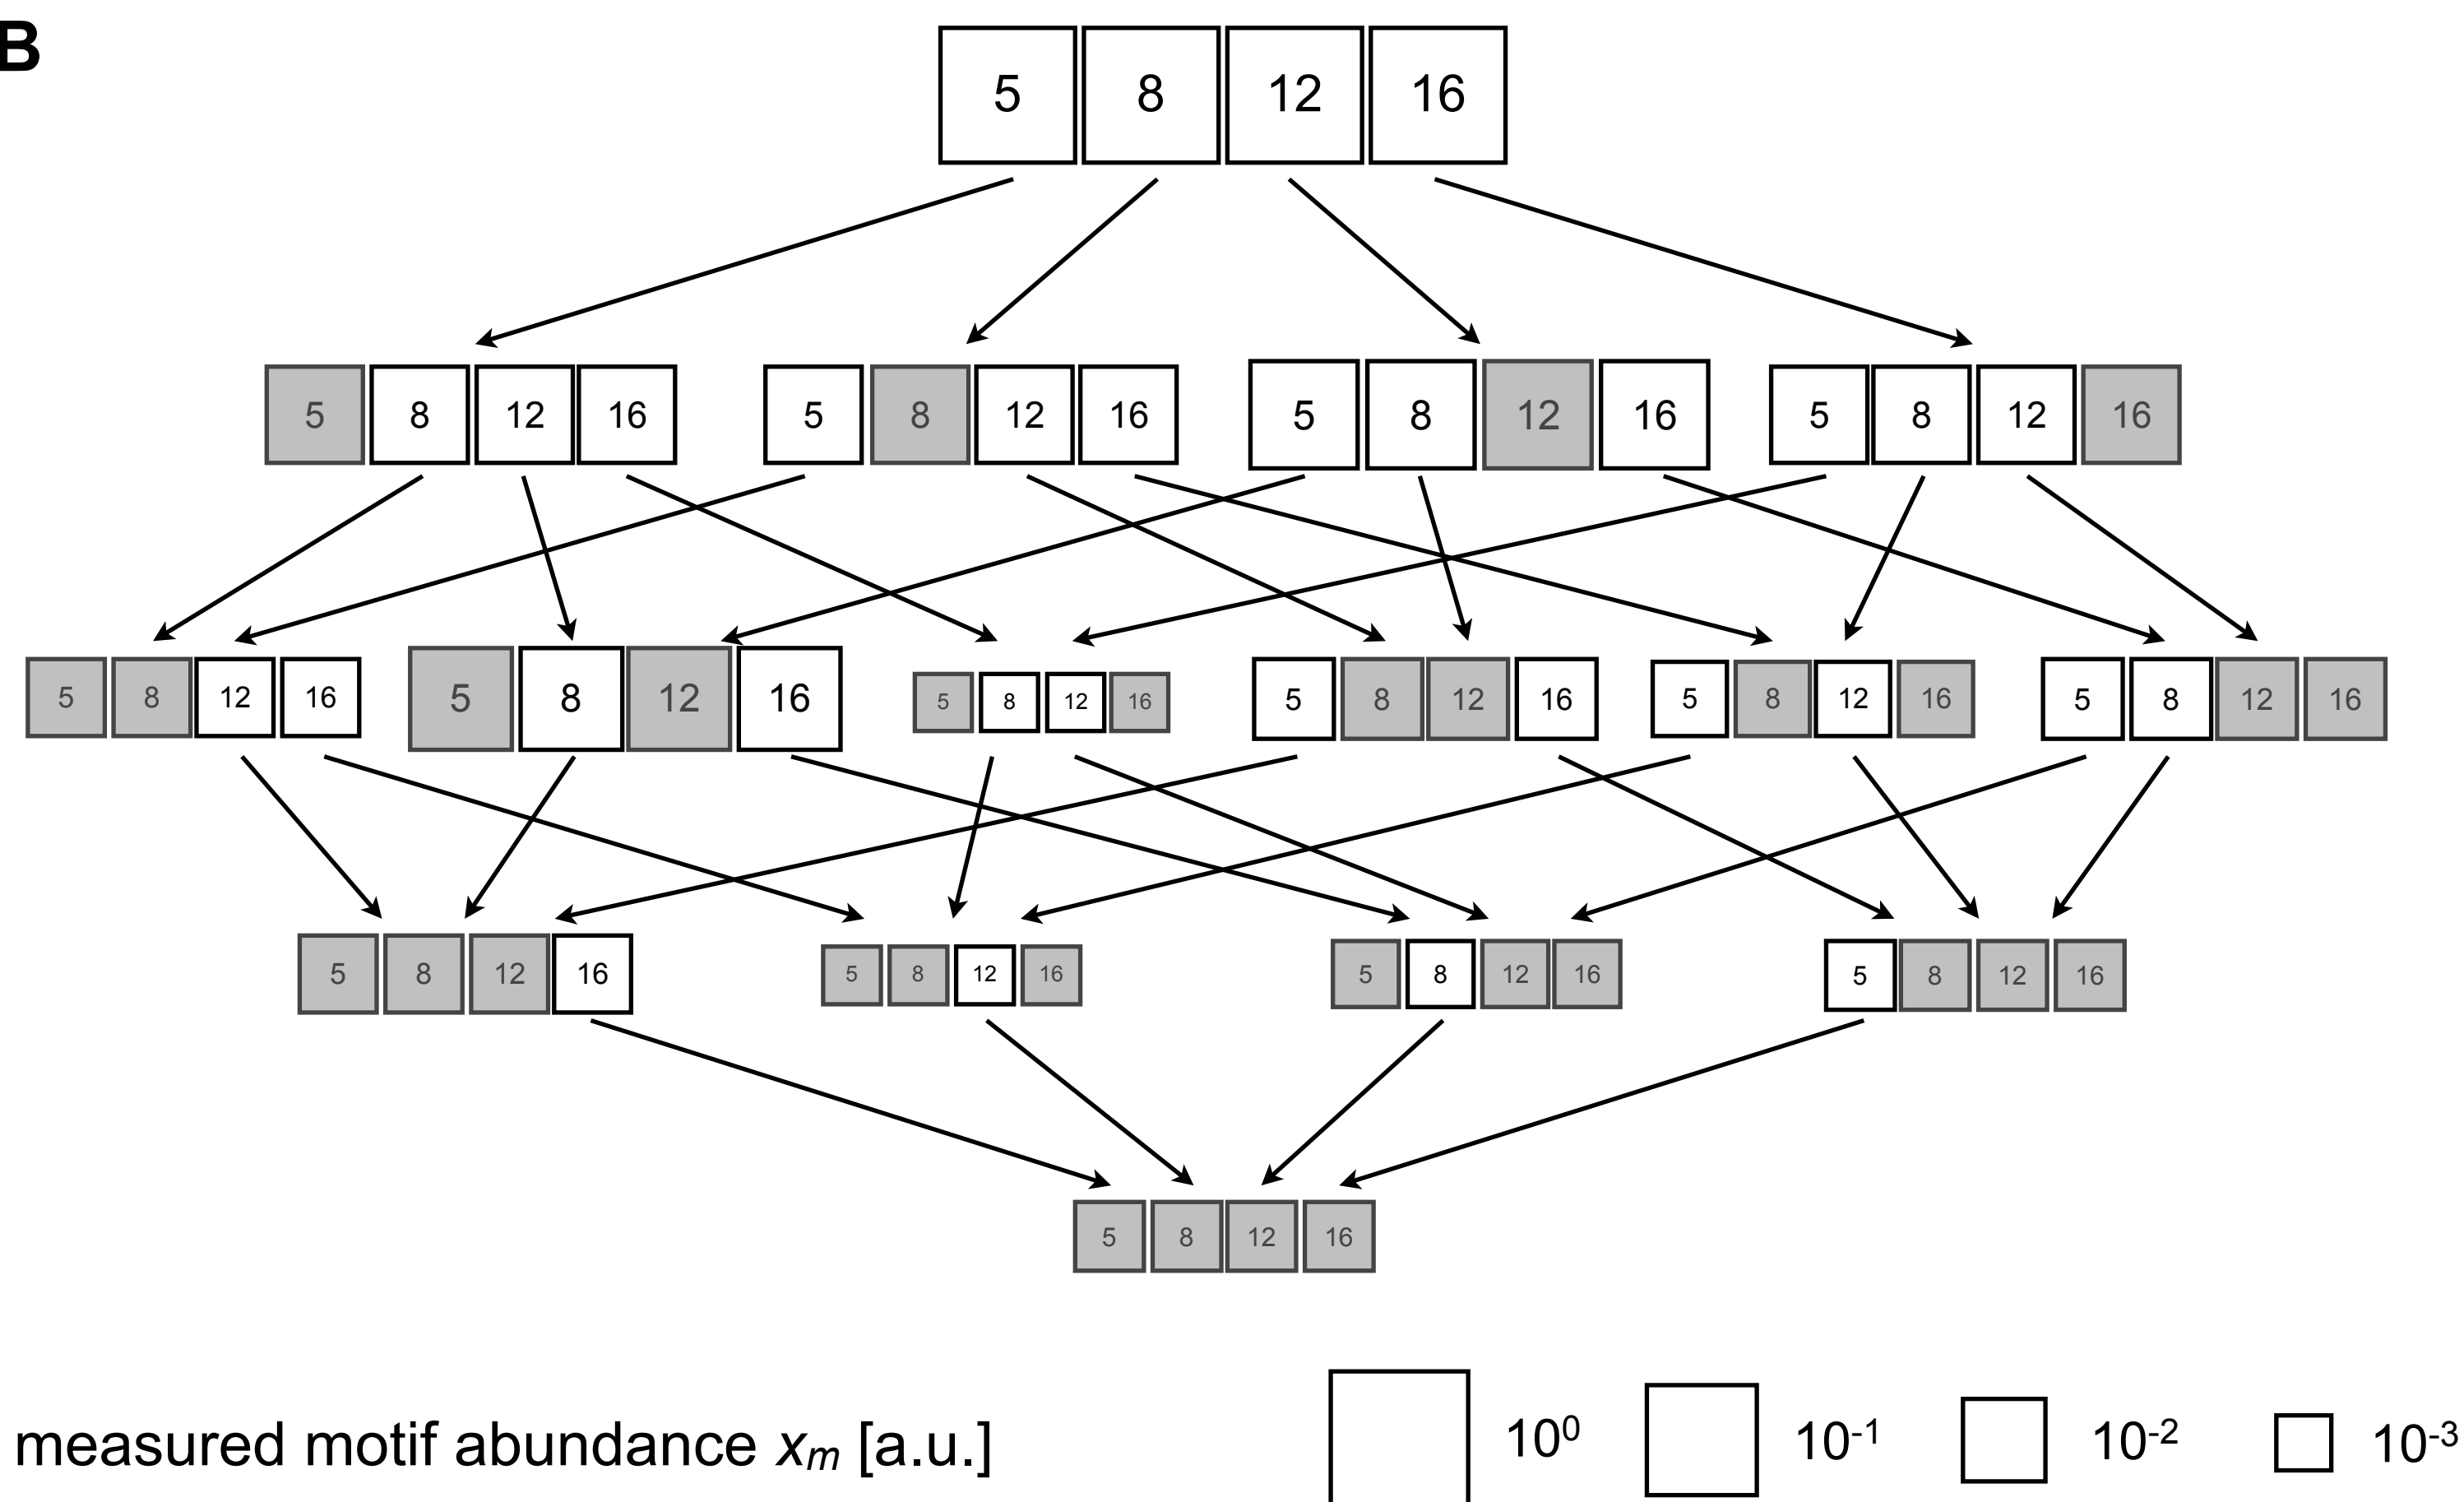 B
5 8 12 16
5 8 12 16 5 8 12 16 5 8 12 16 5 8 12 16
5 8 12 16 5 8 12 16 5 8 12 16 5 8 12 16 5 8 12 16 5 8 12 16
5 8 12 16 5 8 12 16 5 8 12 16 5 8 12 16
5 8 12 16
measured motif abundance xₘ [a.u.] 10⁰ 10⁻¹ 10⁻² 10⁻³